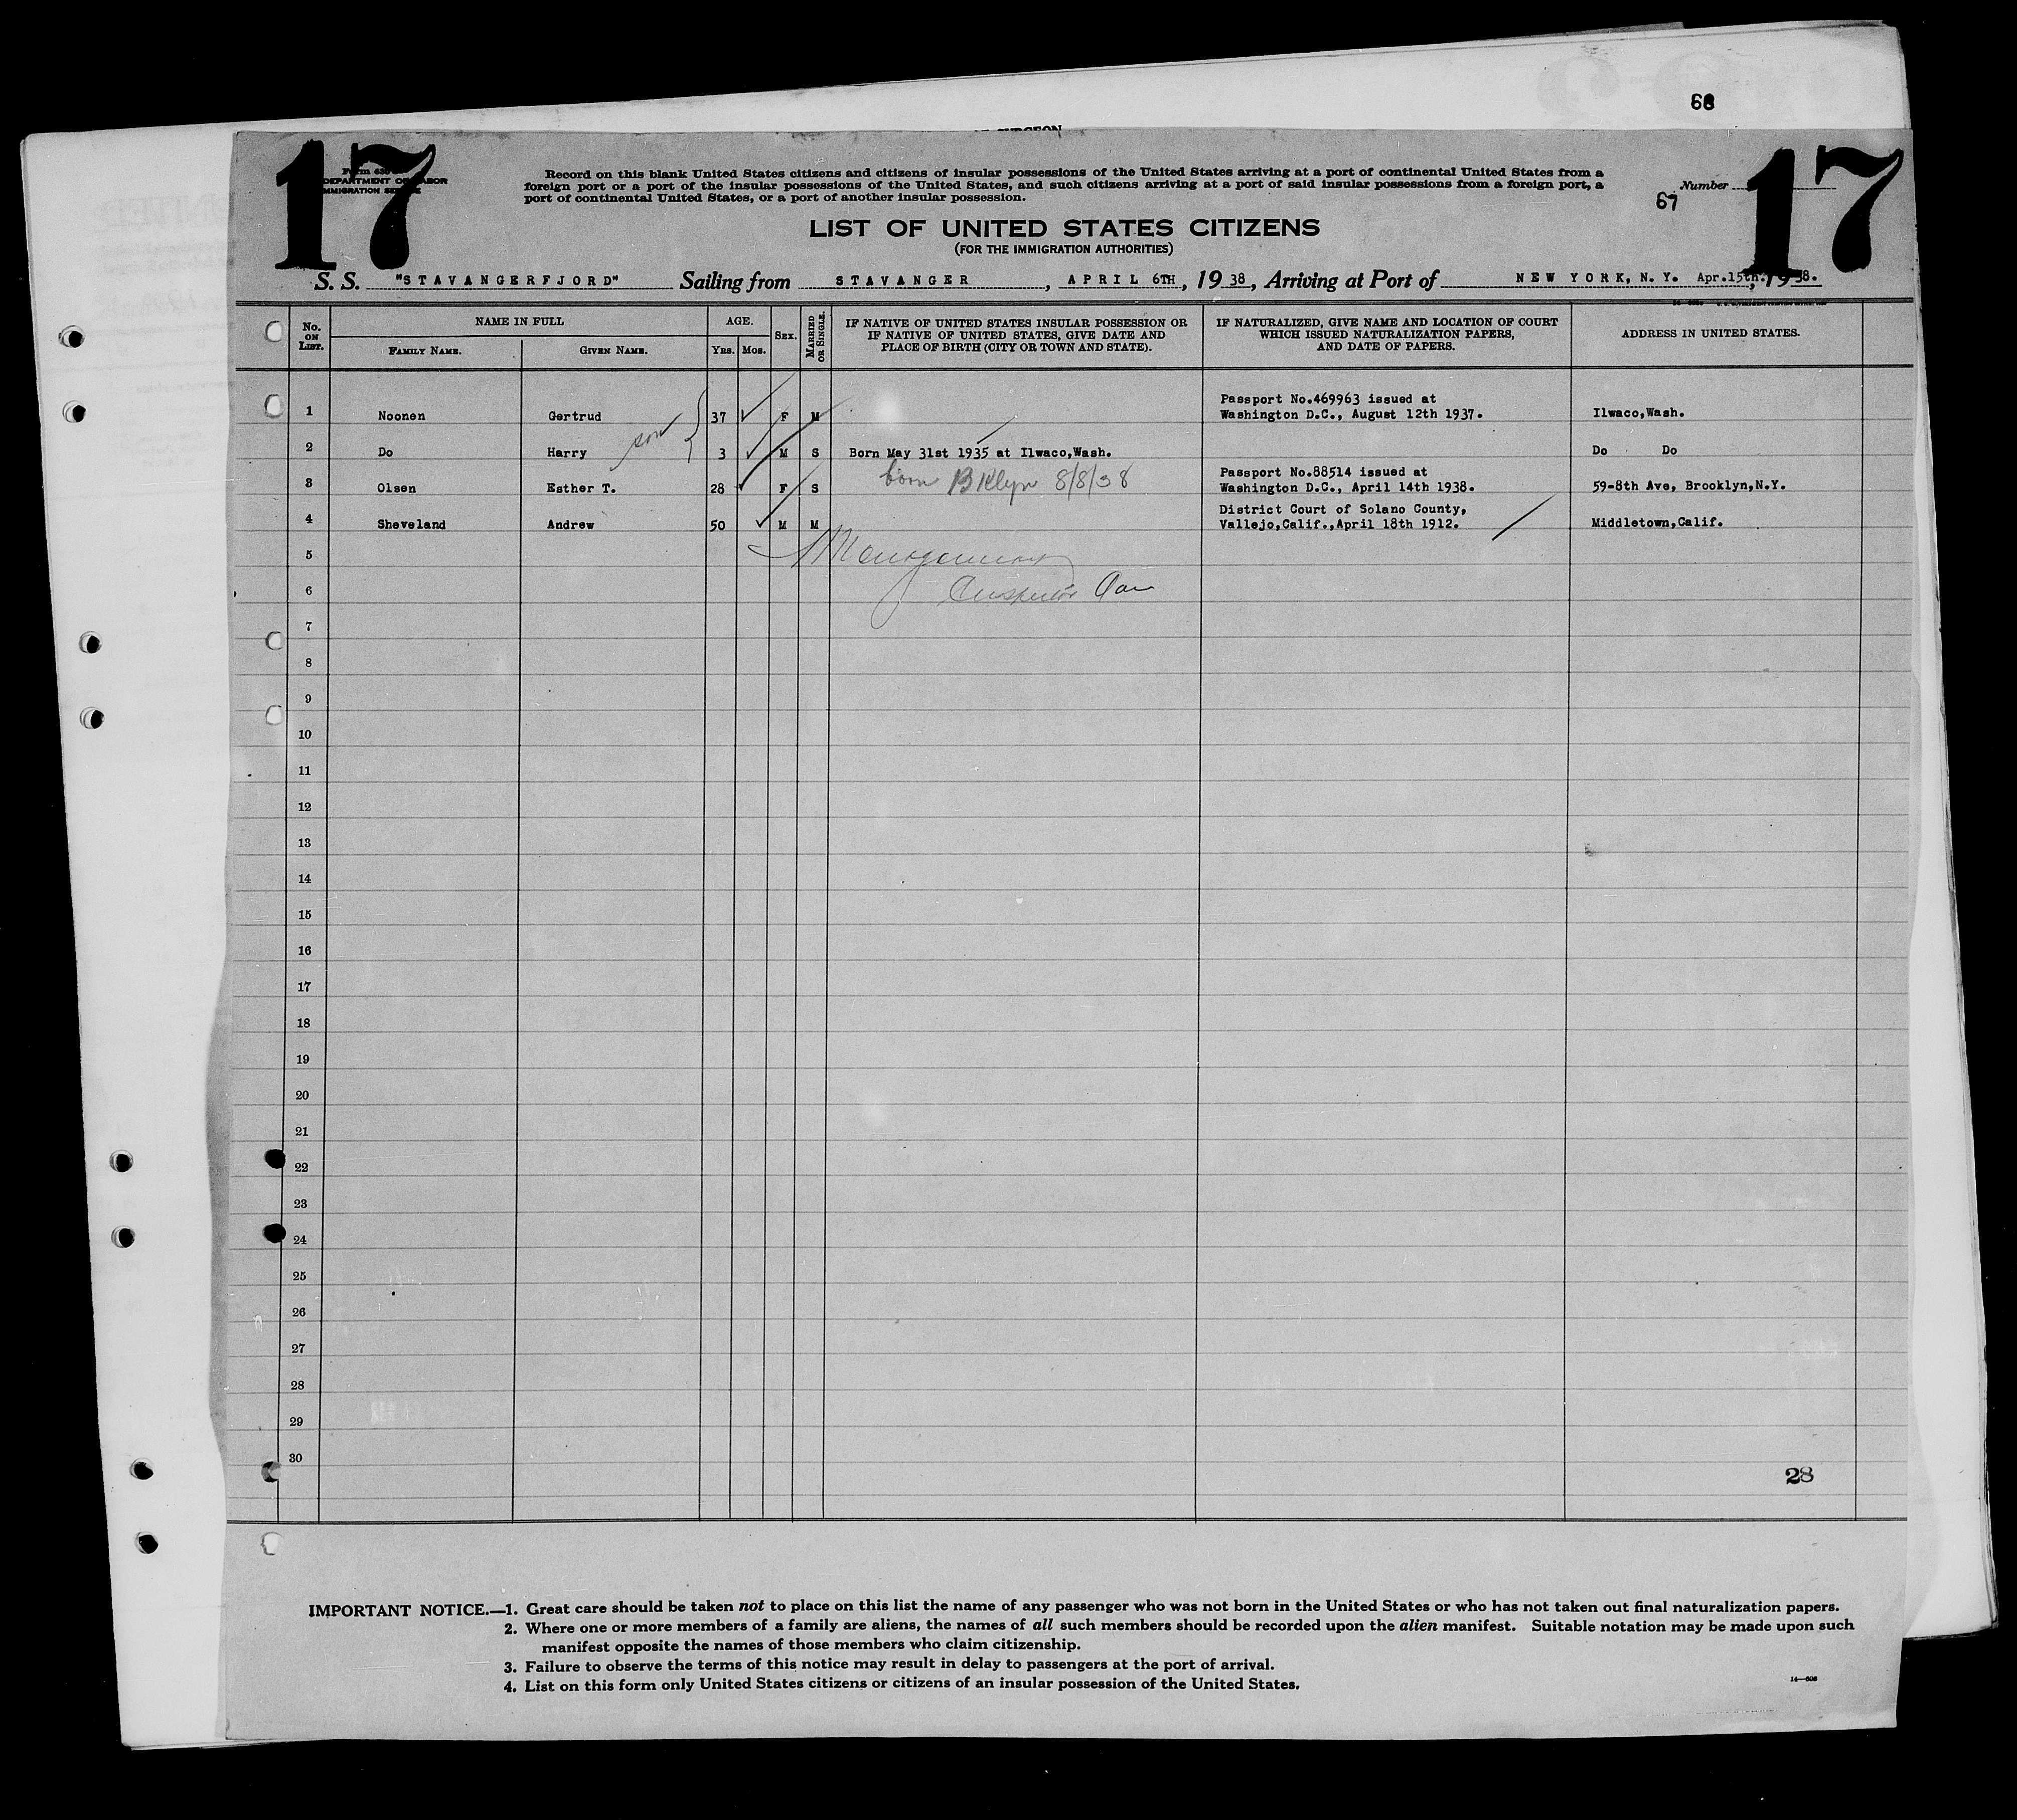 68
SURGEON
17
17
Form 630
DEPARTMENT OF LABOR
IMMIGRATION SERVICE
Record on this blank United States citizens and citizens of insular possessions of the United States arriving at a port of continental United States from a
foreign port or a port of the insular possessions of the United States, and such citizens arriving at a port of said insular possessions from a foreign port, a
port of continental United States, or a port of another insular possession.
Number
67
LIST OF UNITED STATES CITIZENS
(FOR THE IMMIGRATION AUTHORITIES)
S. S. "STAVANGERFJORD" Sailing from STAVANGER, APRIL 6TH, 1938, Arriving at Port of NEW YORK, N. Y. Apr.15th., 1938.
No. ON LIST. NAME IN FULL AGE. SEX. MARRIED OR SINGLE. IF NATIVE OF UNITED STATES INSULAR POSSESSION OR IF NATIVE OF UNITED STATES, GIVE DATE AND PLACE OF BIRTH (CITY OR TOWN AND STATE). IF NATURALIZED, GIVE NAME AND LOCATION OF COURT WHICH ISSUED NATURALIZATION PAPERS, AND DATE OF PAPERS. ADDRESS IN UNITED STATES.
FAMILY NAME. GIVEN NAME. YRS. MOS.
Passport No.469963 issued at
1 Noonen Gertrud 37 F M Washington D.C., August 12th 1937. Ilwaco,Wash.
2 Do Harry son 3 M S Born May 31st 1935 at Ilwaco,Wash. Do Do
Passport No.88514 issued at
3 Olsen Esther T. 28 F S born BKlyn 8/8/38 Washington D.C., April 14th 1938. 59-8th Ave, Brooklyn,N.Y.
District Court of Solano County,
4 Sheveland Andrew 50 M M Vallejo,Calif.,April 18th 1912. Middletown,Calif.
5
6 Inspector
7
8
9
10
11
12
13
14
15
16
17
18
19
20
21
22
23
24
25
26
27
28
29
30
28
IMPORTANT NOTICE.—1. Great care should be taken not to place on this list the name of any passenger who was not born in the United States or who has not taken out final naturalization papers.
2. Where one or more members of a family are aliens, the names of all such members should be recorded upon the alien manifest. Suitable notation may be made upon such
manifest opposite the names of those members who claim citizenship.
3. Failure to observe the terms of this notice may result in delay to passengers at the port of arrival.
4. List on this form only United States citizens or citizens of an insular possession of the United States.